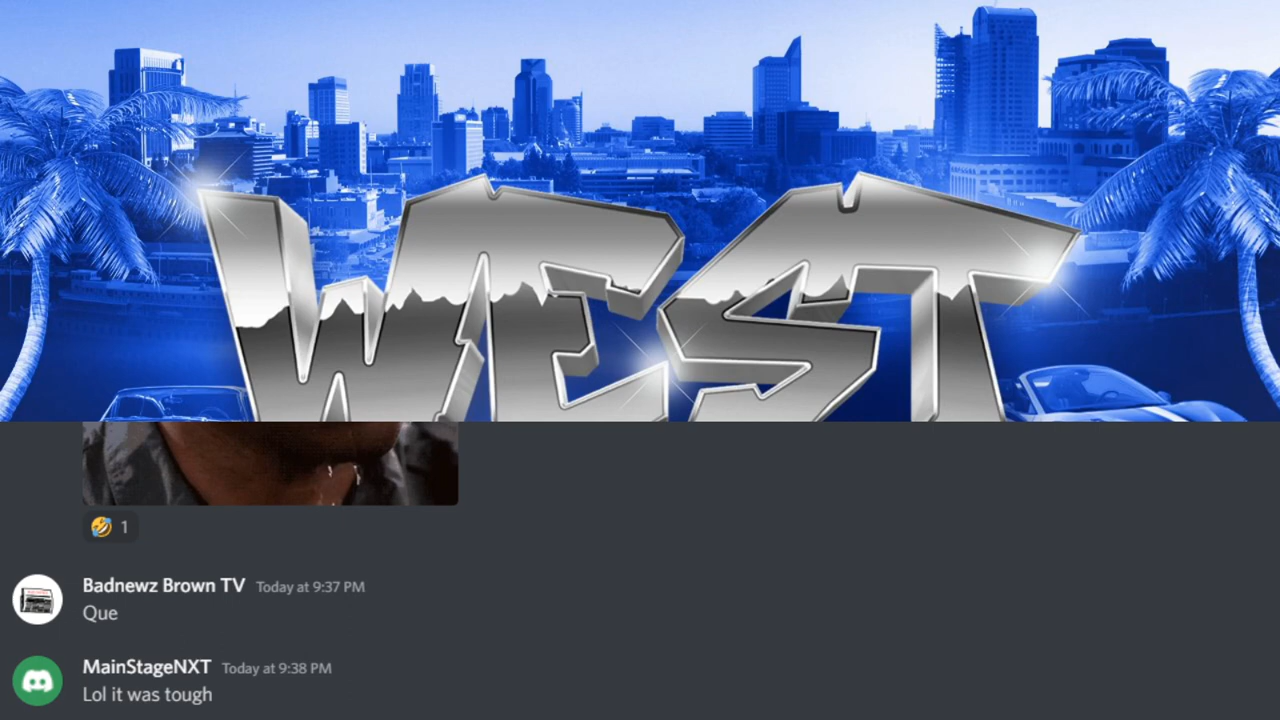 WEST
🤣 1
Badnewz Brown TV Today at 9:37 PM
Que
MainStageNXT Today at 9:38 PM
Lol it was tough